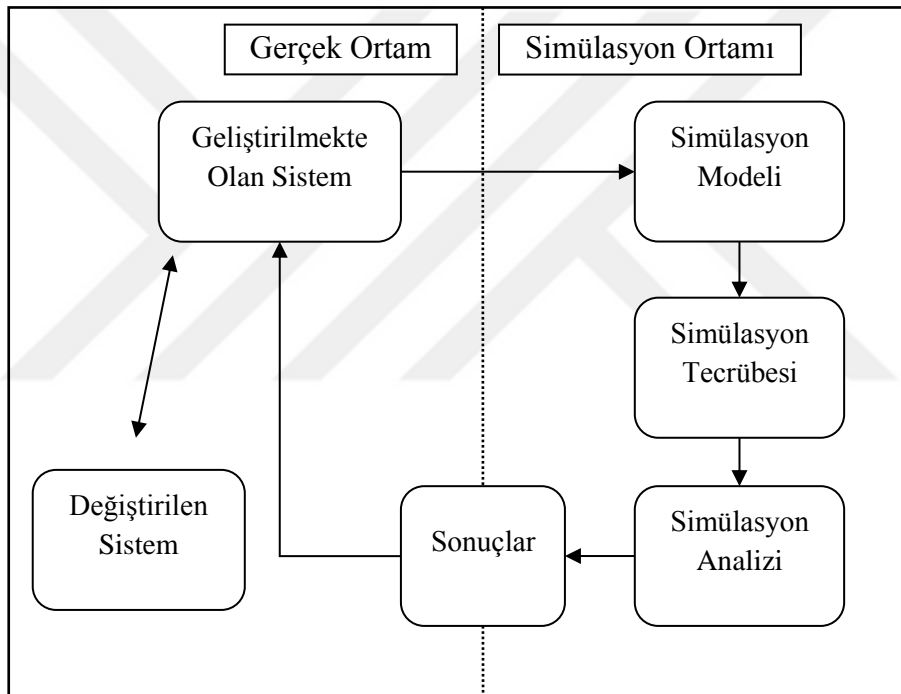 Gerçek Ortam
Simülasyon Ortamı
Geliştirilmekte
Olan Sistem
Simülasyon
Modeli
Simülasyon
Tecrübesi
Değiştirilen
Sistem
Sonuçlar
Simülasyon
Analizi